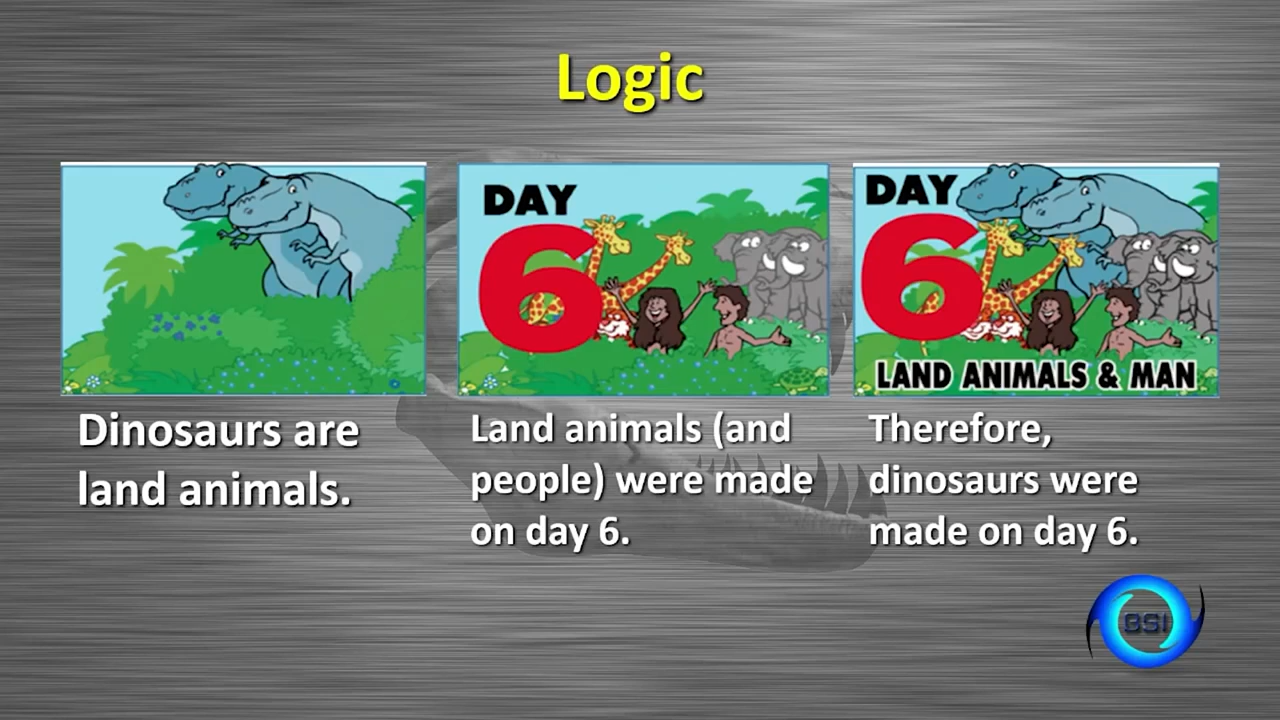 Logic
DAY
6
DAY
6
LAND ANIMALS & MAN
Dinosaurs are
land animals.
Land animals (and
people) were made
on day 6.
Therefore,
dinosaurs were
made on day 6.
BSI